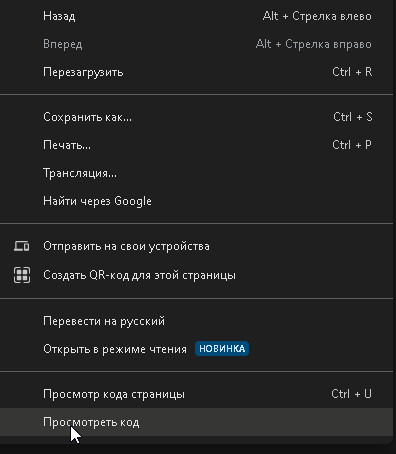 Назад Alt + Стрелка влево
Вперед Alt + Стрелка вправо
Перезагрузить Ctrl + R
Сохранить как... Ctrl + S
Печать... Ctrl + P
Трансляция...
Найти через Google
Отправить на свои устройства
Создать QR-код для этой страницы
Перевести на русский
Открыть в режиме чтения НОВИНКА
Просмотр кода страницы Ctrl + U
Просмотреть код